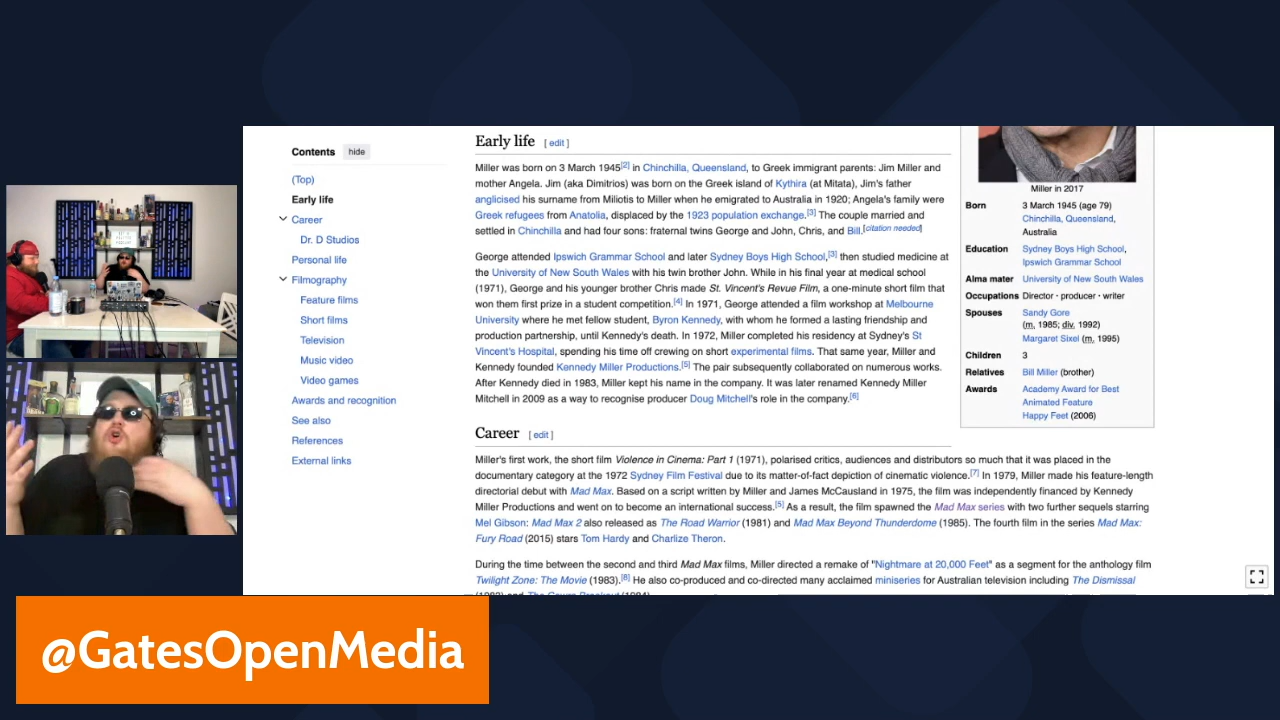 Contents hide
(Top)
Early life
Career
Dr. D Studios
Personal life
Filmography
Feature films
Short films
Television
Music video
Video games
Awards and recognition
See also
References
External links
Early life [ edit ]
Miller was born on 3 March 1945[2] in Chinchilla, Queensland, to Greek immigrant parents: Jim Miller and
mother Angela. Jim (aka Dimitrios) was born on the Greek island of Kythira (at Mitata), Jim's father
anglicised his surname from Miliotis to Miller when he emigrated to Australia in 1920; Angela's family were
Greek refugees from Anatolia, displaced by the 1923 population exchange.[3] The couple married and
settled in Chinchilla and had four sons: fraternal twins George and John, Chris, and Bill.[citation needed]
George attended Ipswich Grammar School and later Sydney Boys High School,[3] then studied medicine at
the University of New South Wales with his twin brother John. While in his final year at medical school
(1971), George and his younger brother Chris made St. Vincent's Revue Film, a one-minute short film that
won them first prize in a student competition.[4] In 1971, George attended a film workshop at Melbourne
University where he met fellow student, Byron Kennedy, with whom he formed a lasting friendship and
production partnership, until Kennedy's death. In 1972, Miller completed his residency at Sydney's St
Vincent's Hospital, spending his time off crewing on short experimental films. That same year, Miller and
Kennedy founded Kennedy Miller Productions.[5] The pair subsequently collaborated on numerous works.
After Kennedy died in 1983, Miller kept his name in the company. It was later renamed Kennedy Miller
Mitchell in 2009 as a way to recognise producer Doug Mitchell's role in the company.[6]
Career [ edit ]
Miller's first work, the short film Violence in Cinema: Part 1 (1971), polarised critics, audiences and distributors so much that it was placed in the
documentary category at the 1972 Sydney Film Festival due to its matter-of-fact depiction of cinematic violence.[7] In 1979, Miller made his feature-length
directorial debut with Mad Max. Based on a script written by Miller and James McCausland in 1975, the film was independently financed by Kennedy
Miller Productions and went on to become an international success.[5] As a result, the film spawned the Mad Max series with two further sequels starring
Mel Gibson: Mad Max 2 also released as The Road Warrior (1981) and Mad Max Beyond Thunderdome (1985). The fourth film in the series Mad Max:
Fury Road (2015) stars Tom Hardy and Charlize Theron.
During the time between the second and third Mad Max films, Miller directed a remake of "Nightmare at 20,000 Feet" as a segment for the anthology film
Twilight Zone: The Movie (1983).[8] He also co-produced and co-directed many acclaimed miniseries for Australian television including The Dismissal
Miller in 2017
Born 3 March 1945 (age 79)
Chinchilla, Queensland,
Australia
Education Sydney Boys High School,
Ipswich Grammar School
Alma mater University of New South Wales
Occupations Director · producer · writer
Spouses Sandy Gore
(m. 1985; div. 1992)
Margaret Sixel (m. 1995)
Children 3
Relatives Bill Miller (brother)
Awards Academy Award for Best
Animated Feature
Happy Feet (2006)
@GatesOpenMedia